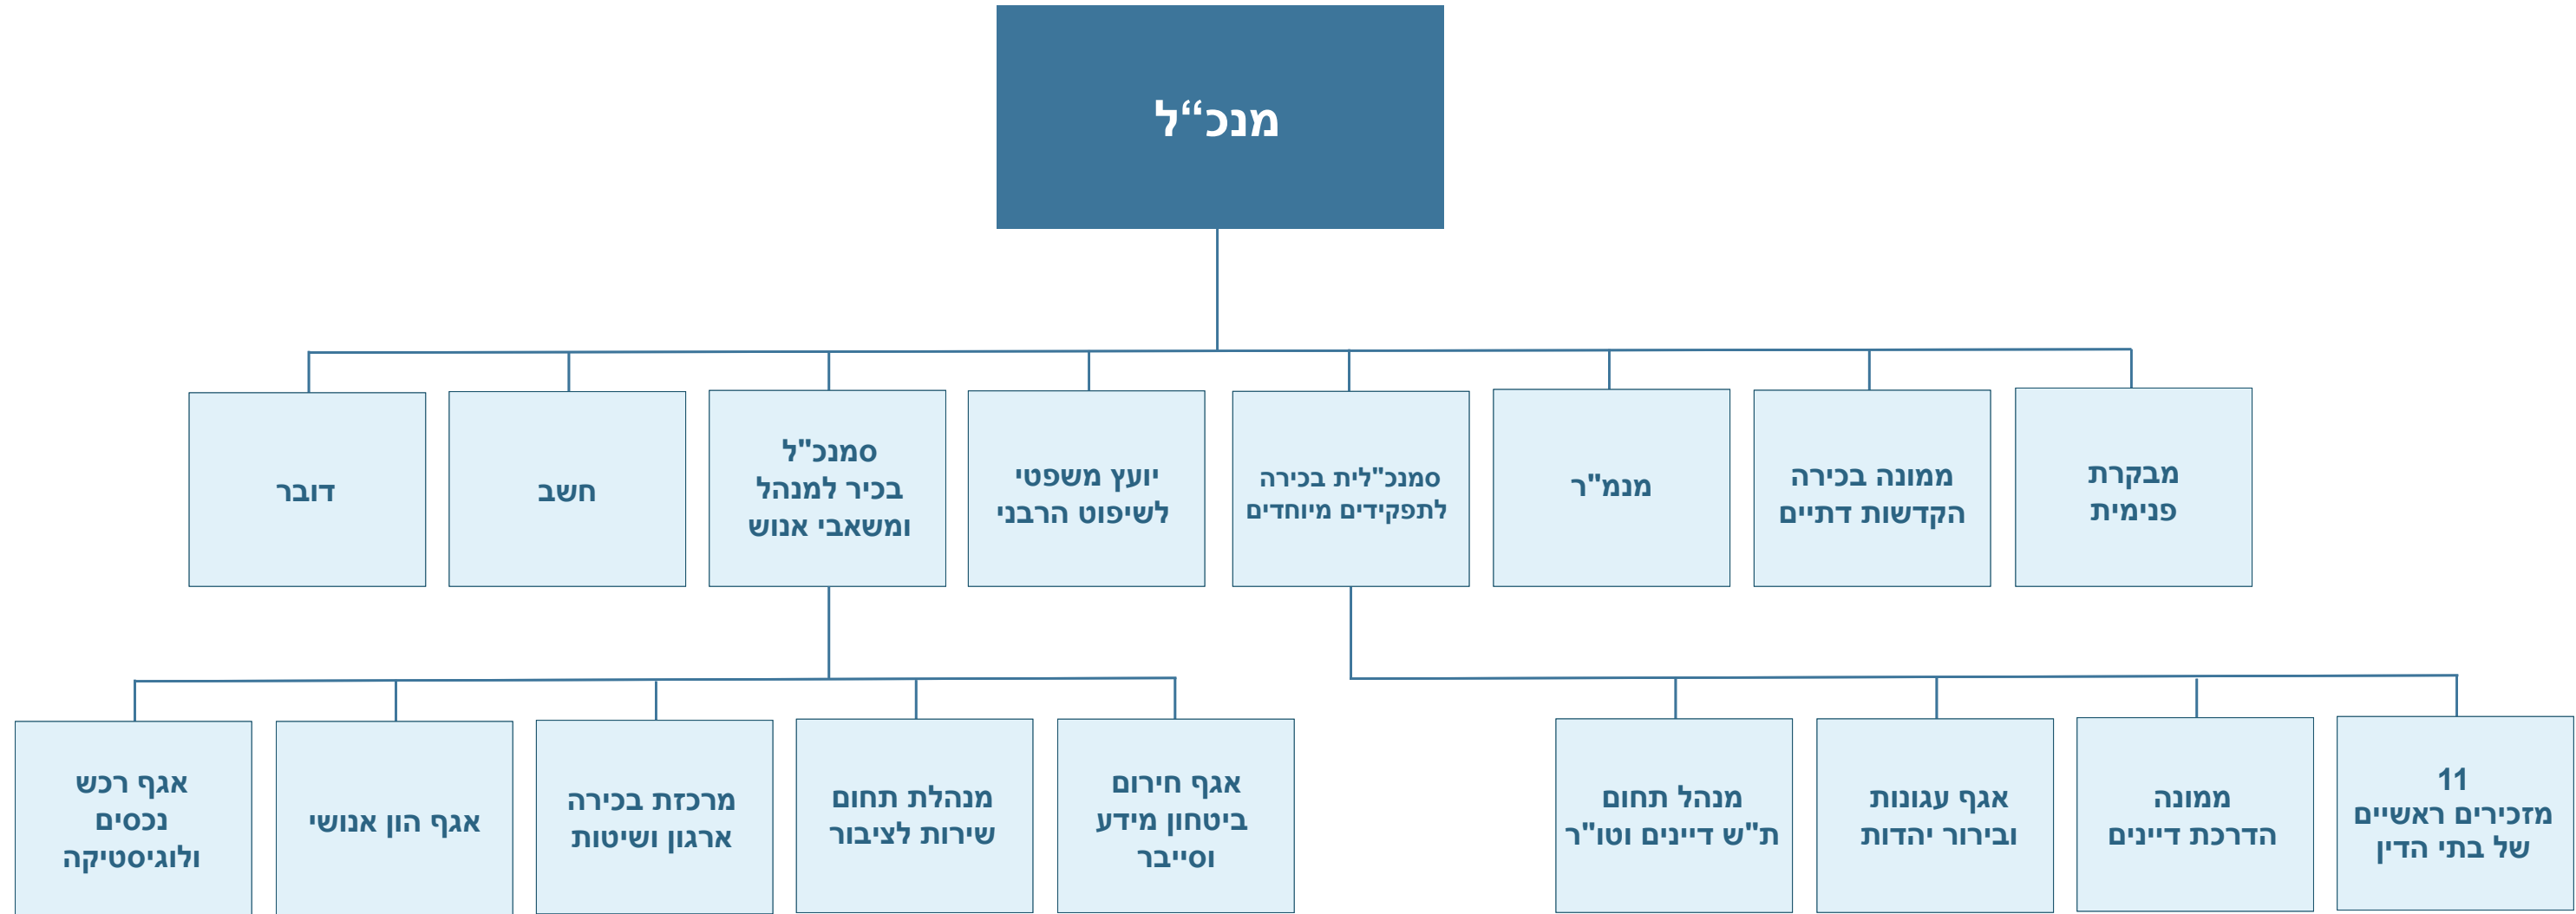 מנכ“ל
מבקרת
פנימית
ממונה בכירה
הקדשות דתיים
מנמ"ר
סמנכ"לית בכירה
לתפקידים מיוחדים
יועץ משפטי
לשיפוט הרבני
סמנכ"ל
בכיר למנהל
ומשאבי אנוש
חשב
דובר
11
מזכירים ראשיים
של בתי הדין
ממונה
הדרכת דיינים
אגף עגונות
ובירור יהדות
מנהל תחום
ת"ש דיינים וטו"ר
אגף חירום
ביטחון מידע
וסייבר
מנהלת תחום
שירות לציבור
מרכזת בכירה
ארגון ושיטות
אגף הון אנושי
אגף רכש
נכסים
ולוגיסטיקה